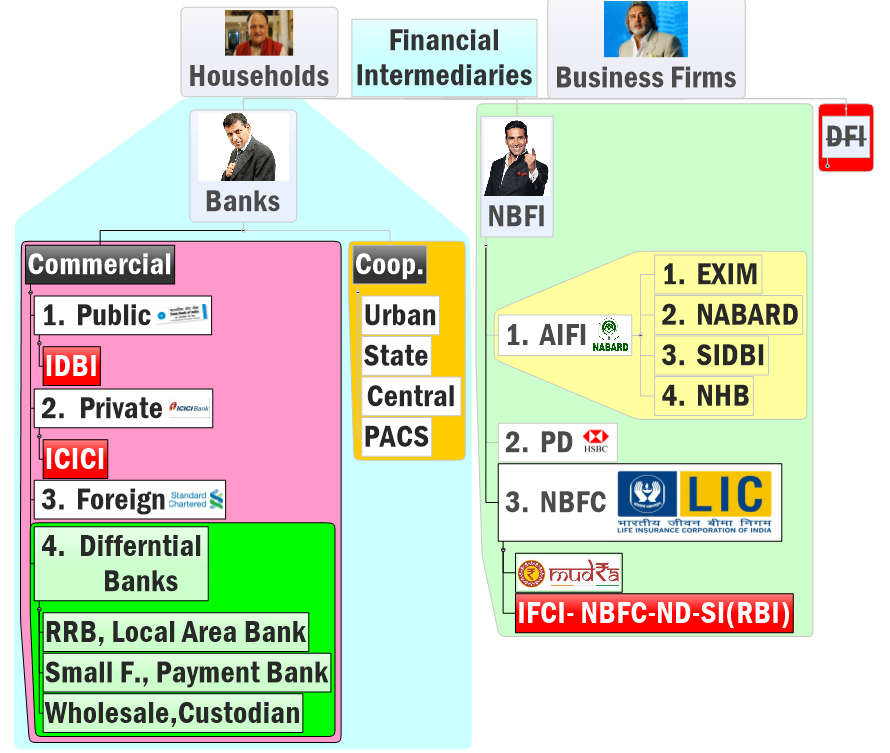 Financial
Intermediaries
Households
Business Firms
Banks
NBFI
DFI
Commercial
1. Public
IDBI
2. Private
ICICI Bank
ICICI
3. Foreign
Standard
Chartered
4. Differntial
Banks
RRB, Local Area Bank
Small F., Payment Bank
Wholesale,Custodian
Coop.
Urban
State
Central
PACS
1. AIFI
NABARD
1. EXIM
2. NABARD
3. SIDBI
4. NHB
2. PD
HSBC
3. NBFC
LIC
भारतीय जीवन बीमा निगम
LIFE INSURANCE CORPORATION OF INDIA
mudRa
IFCI- NBFC-ND-SI(RBI)